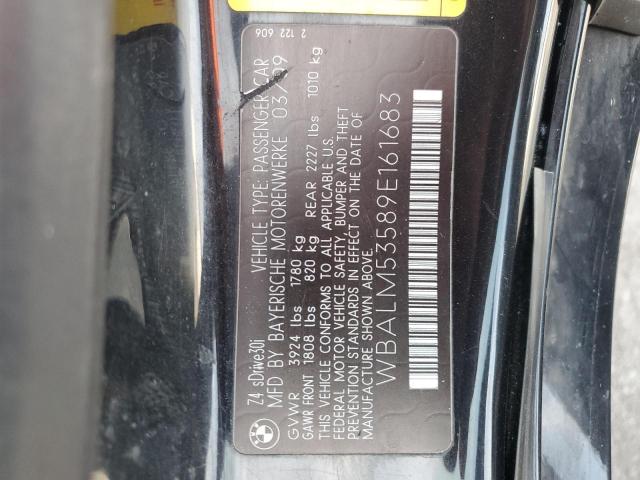 2 122 606
Z4 sDrive30i VEHICLE TYPE: PASSENGER CAR
MFD BY BAYERISCHE MOTORENWERKE 03/09
GVWR 3924 lbs 1780 kg
GAWR FRONT 1808 lbs 820 kg REAR 2227 lbs 1010 kg
THIS VEHICLE CONFORMS TO ALL APPLICABLE U.S.
FEDERAL MOTOR VEHICLE SAFETY, BUMPER AND THEFT
PREVENTION STANDARDS IN EFFECT ON THE DATE OF
MANUFACTURE SHOWN ABOVE.
WBALM53589E161683
BMW